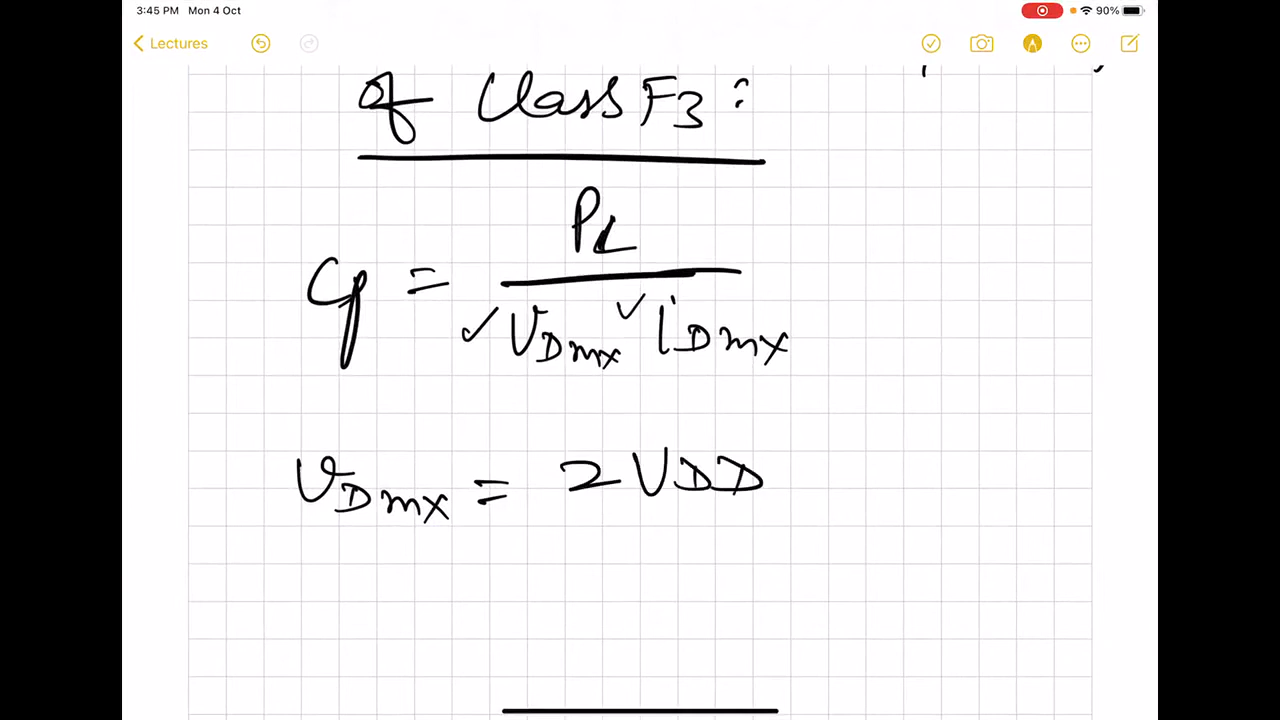 3:45 PM Mon 4 Oct
90%
Lectures
of Class F3:
Cp = PL
VDmx iDmx
VDmx = 2VDD